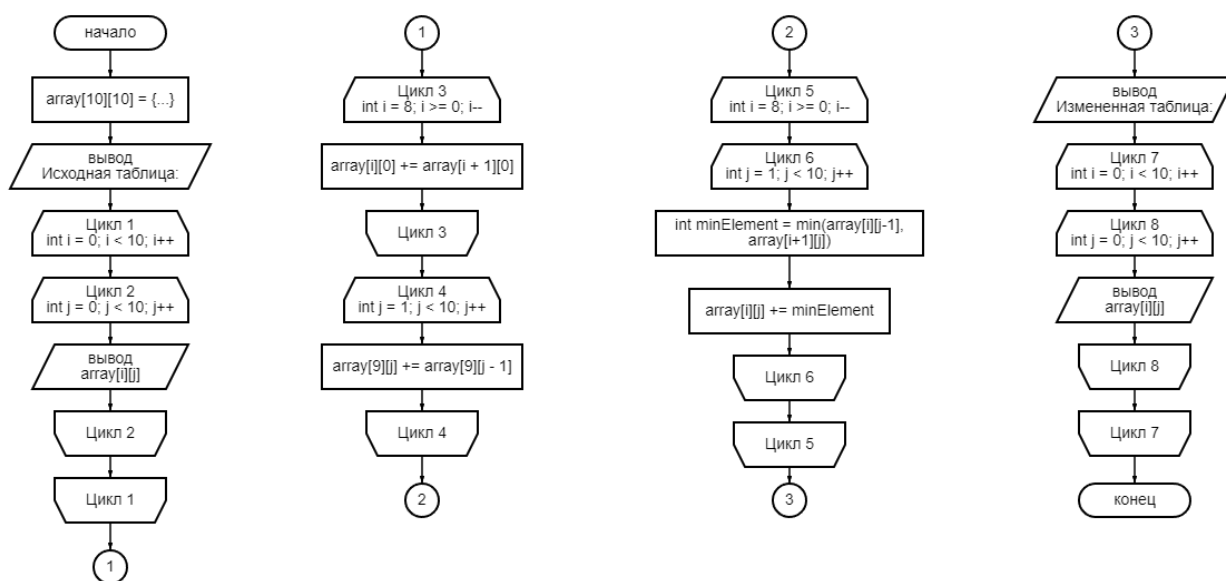 начало
array[10][10] = {...}
вывод
Исходная таблица:
Цикл 1
int i = 0; i < 10; i++
Цикл 2
int j = 0; j < 10; j++
вывод
array[i][j]
Цикл 2
Цикл 1
1
1
Цикл 3
int i = 8; i >= 0; i--
array[i][0] += array[i + 1][0]
Цикл 3
Цикл 4
int j = 1; j < 10; j++
array[9][j] += array[9][j - 1]
Цикл 4
2
2
Цикл 5
int i = 8; i >= 0; i--
Цикл 6
int j = 1; j < 10; j++
int minElement = min(array[i][j-1],
array[i+1][j])
array[i][j] += minElement
Цикл 6
Цикл 5
3
3
вывод
Измененная таблица:
Цикл 7
int i = 0; i < 10; i++
Цикл 8
int j = 0; j < 10; j++
вывод
array[i][j]
Цикл 8
Цикл 7
конец